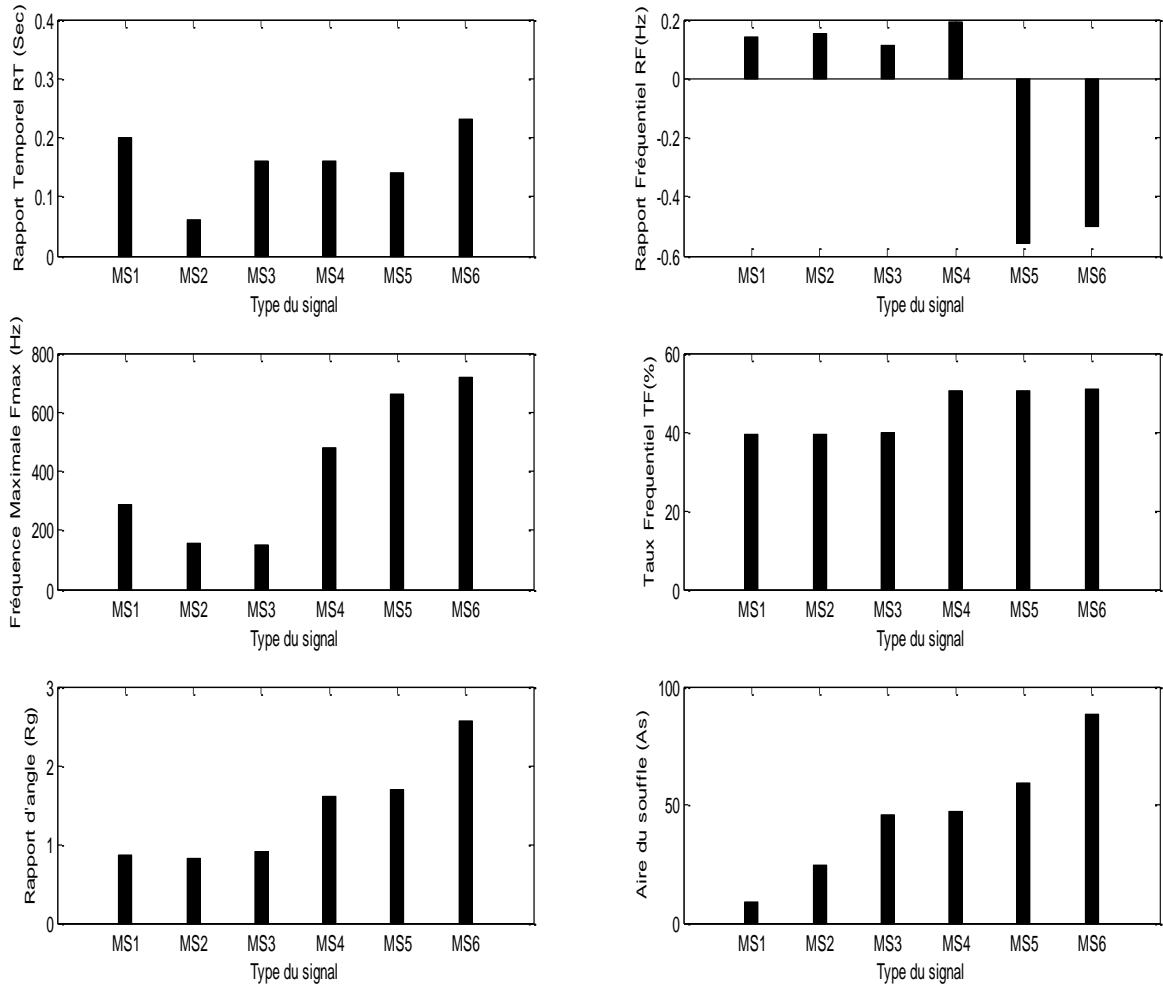 Rapport Temporel RT (Sec)
0.4
0.3
0.2
0.1
0
MS1 MS2 MS3 MS4 MS5 MS6
Type du signal
Rapport Fréquentiel RF(Hz)
0.2
0
-0.2
-0.4
-0.6
MS1 MS2 MS3 MS4 MS5 MS6
Type du signal
Fréquence Maximale Fmax (Hz)
800
600
400
200
0
MS1 MS2 MS3 MS4 MS5 MS6
Type du signal
Taux Frequentiel TF(%)
60
40
20
0
MS1 MS2 MS3 MS4 MS5 MS6
Type du signal
Rapport d'angle (Rg)
3
2
1
0
MS1 MS2 MS3 MS4 MS5 MS6
Type du signal
Aire du souffle (As)
100
50
0
MS1 MS2 MS3 MS4 MS5 MS6
Type du signal